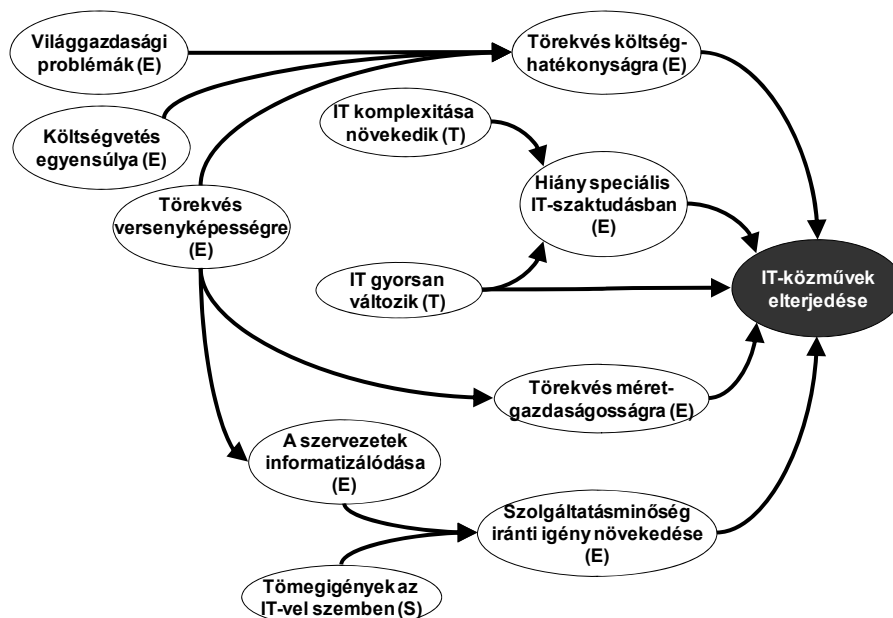 Világgazdasági
problémák (E)
Törekvés költség-
hatékonyságra (E)
Költségvetés
egyensúlya (E)
IT komplexitása
növekedik (T)
Hiány speciális
IT-szaktudásban
(E)
Törekvés
versenyképességre
(E)
IT gyorsan
változik (T)
IT-közművek
elterjedése
Törekvés méret-
gazdaságosságra (E)
A szervezetek
informatizálódása
(E)
Szolgáltatásminőség
iránti igény növekedése
(E)
Tömegigények az
IT-vel szemben (S)